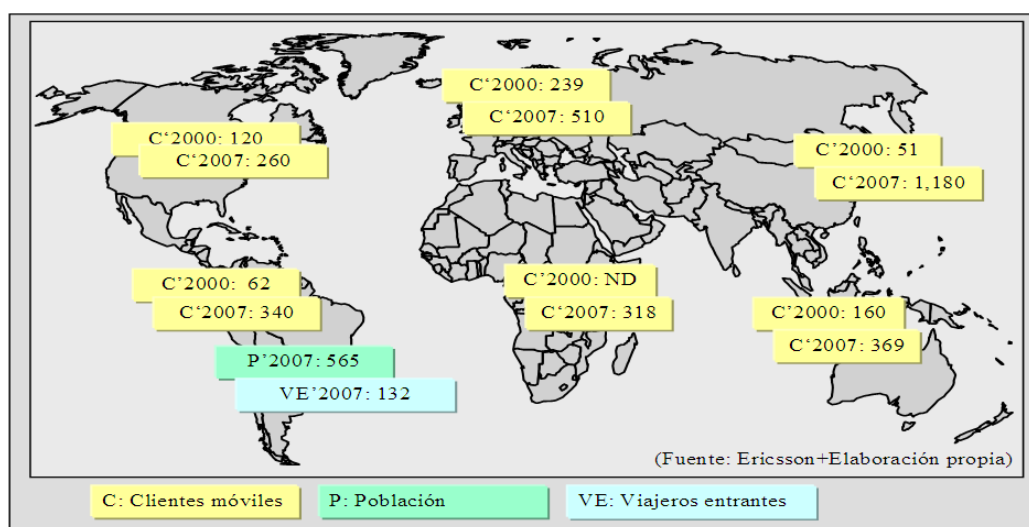 C‘2000: 239
C‘2007: 510
C‘2000: 120
C‘2007: 260
C‘2000: 51
C‘2007: 1,180
C‘2000: 62
C‘2007: 340
C’2000: ND
C‘2007: 318
C‘2000: 160
C‘2007: 369
P’2007: 565
VE’2007: 132
(Fuente: Ericsson+Elaboración propia)
C: Clientes móviles
P: Población
VE: Viajeros entrantes